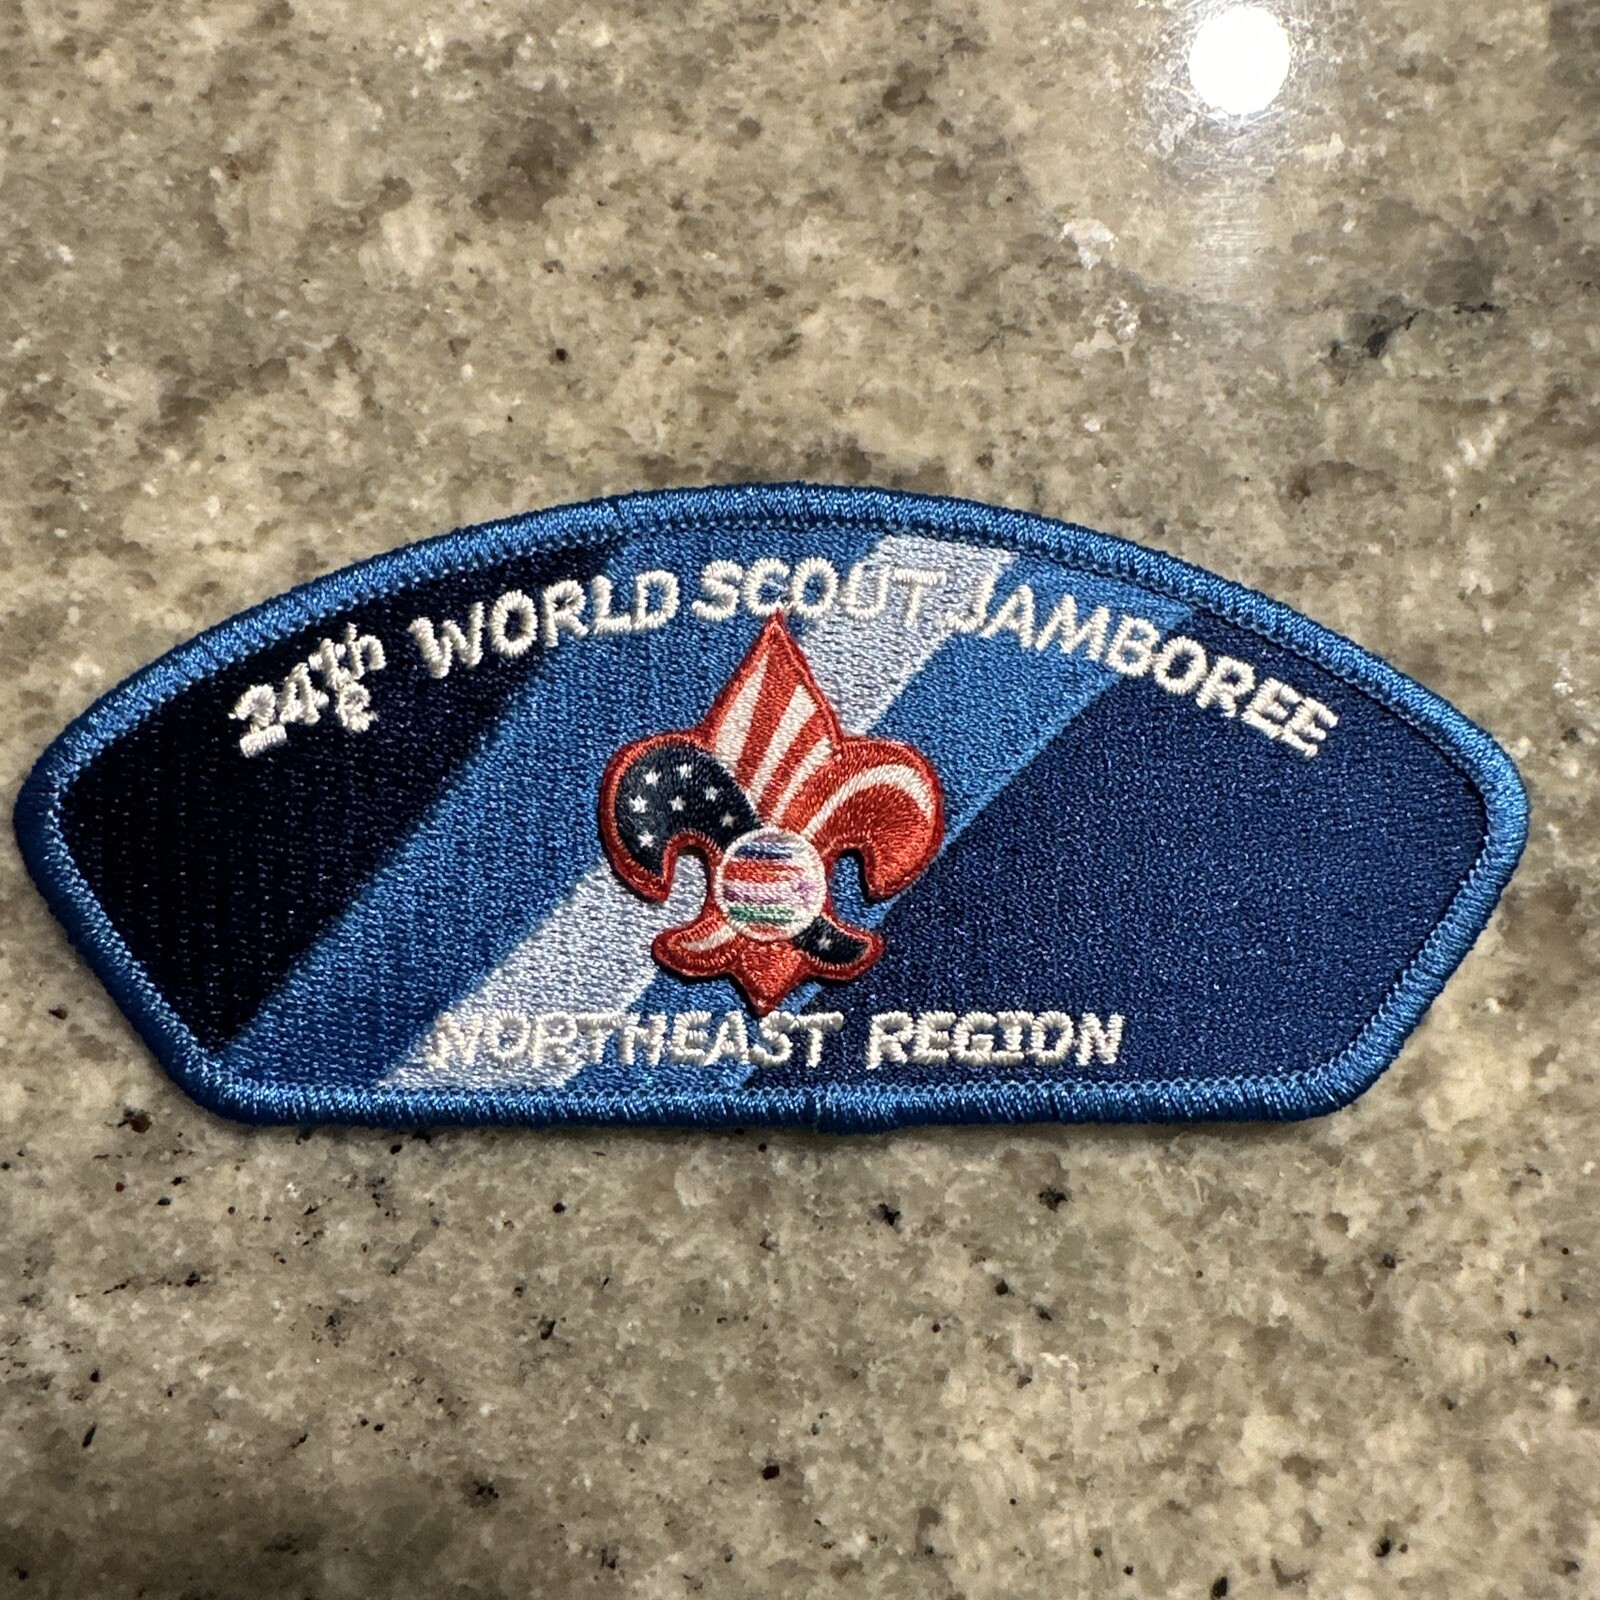 24th WORLD SCOUT JAMBOREE
R
NORTHEAST REGION